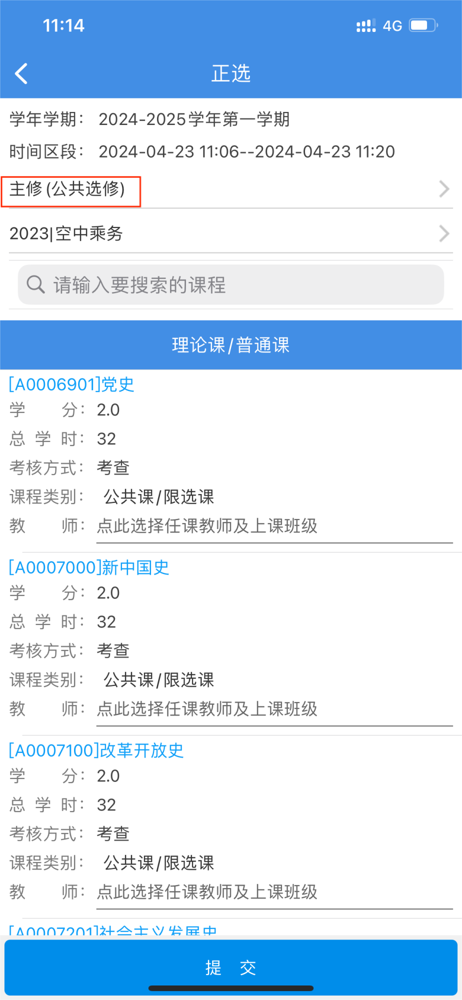 11:14 4G
正选
学年学期： 2024-2025学年第一学期
时间区段： 2024-04-23 11:06--2024-04-23 11:20
主修(公共选修)
2023|空中乘务
请输入要搜索的课程
理论课/普通课
[A0006901]党史
学 分： 2.0
总 学 时： 32
考核方式： 考查
课程类别： 公共课/限选课
教 师： 点此选择任课教师及上课班级
[A0007000]新中国史
学 分： 2.0
总 学 时： 32
考核方式： 考查
课程类别： 公共课/限选课
教 师： 点此选择任课教师及上课班级
[A0007100]改革开放史
学 分： 2.0
总 学 时： 32
考核方式： 考查
课程类别： 公共课/限选课
教 师： 点此选择任课教师及上课班级
[A0007201]社会主义发展史
提 交